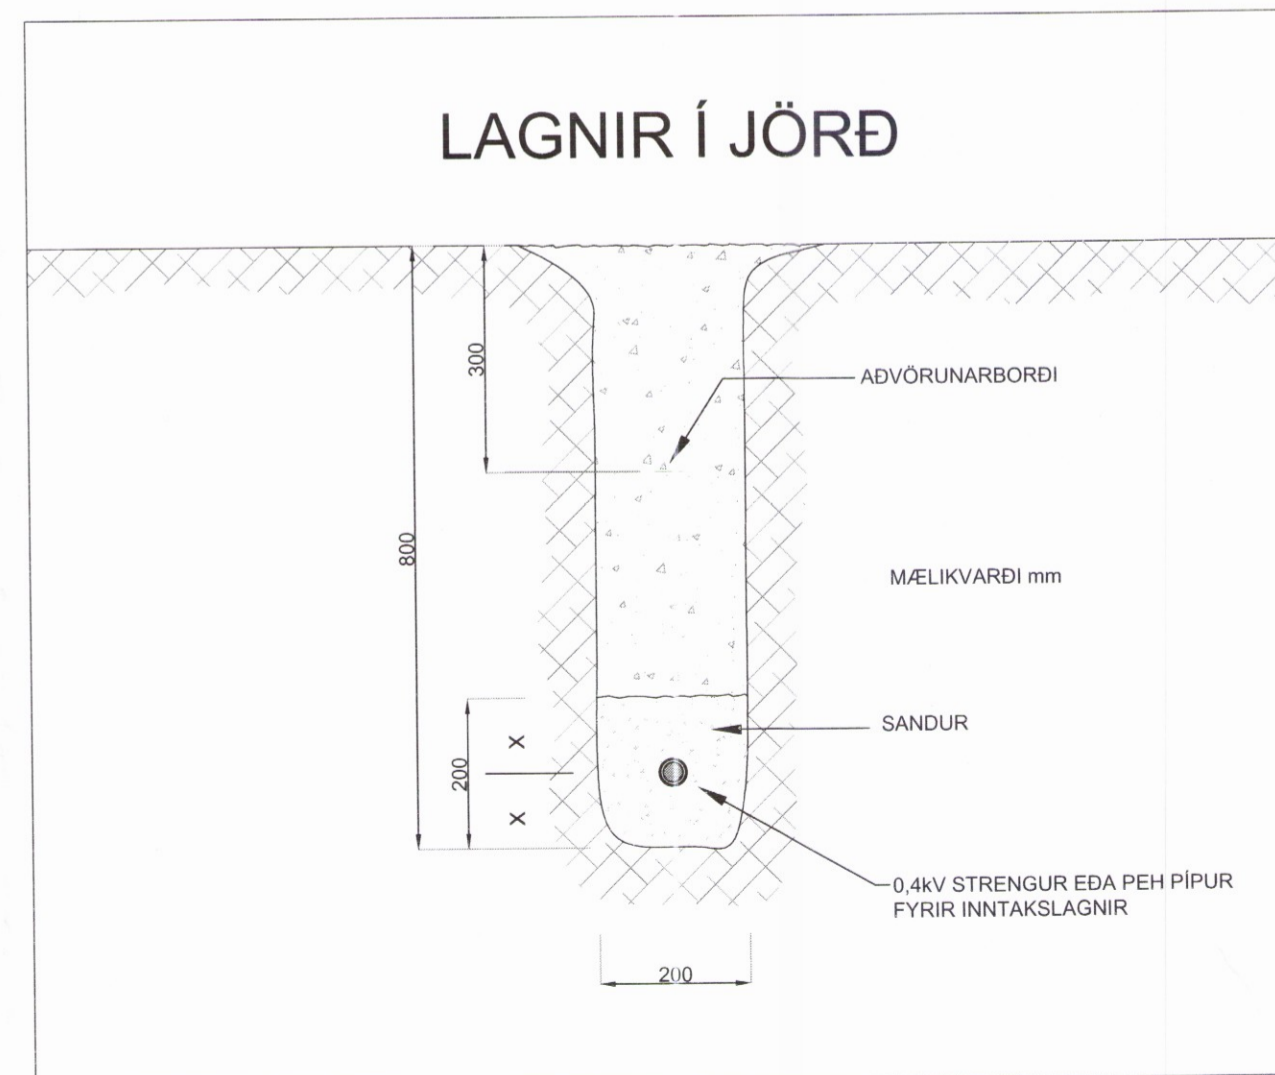 LAGNIR Í JÖRÐ
300
AÐVÖRUNARBORÐI
800
MÆLIKVARÐI mm
SANDUR
200
X
X
0,4kV STRENGUR EÐA PEH PÍPUR
FYRIR INNTAKSLAGNIR
200